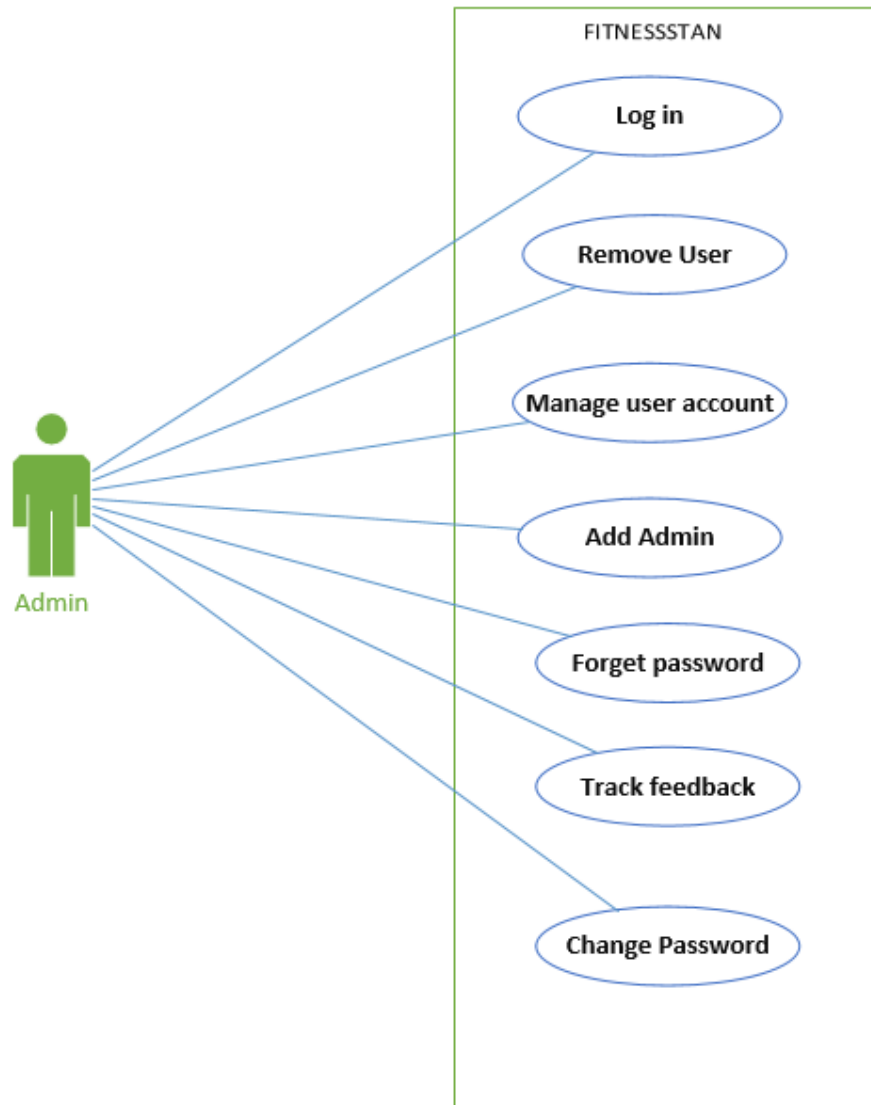 FITNESSSTAN
Log in
Remove User
Manage user account
Add Admin
Admin
Forget password
Track feedback
Change Password